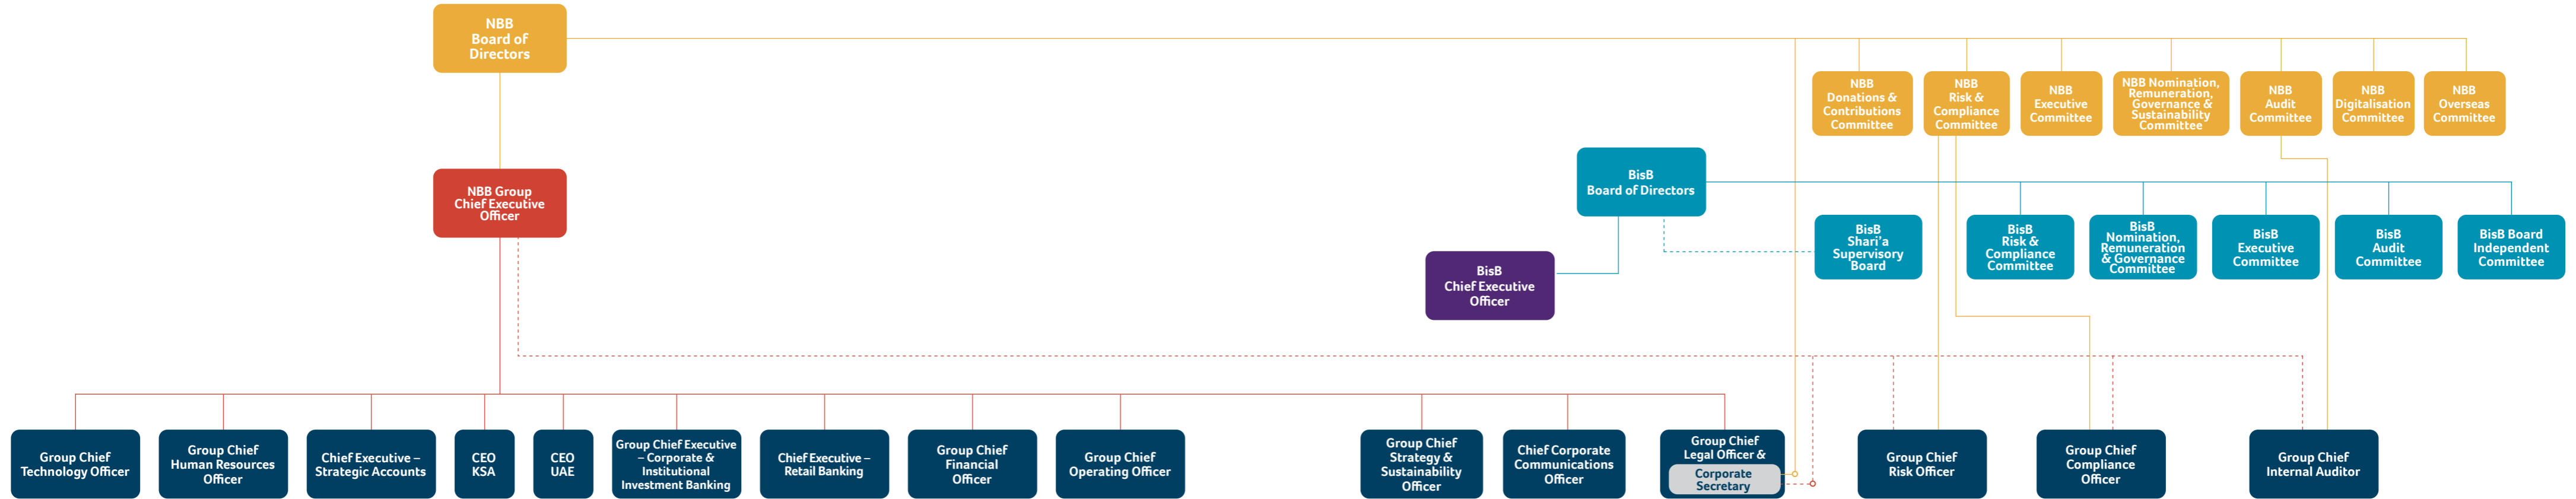 NBB
Board of
Directors
NBB
Donations &
Contributions
Committee
NBB
Risk &
Compliance
Committee
NBB
Executive
Committee
NBB Nomination,
Remuneration,
Governance &
Sustainability
Committee
NBB
Audit
Committee
NBB
Digitalisation
Committee
NBB
Overseas
Committee
NBB Group
Chief Executive
Officer
BisB
Board of Directors
BisB
Shari'a
Supervisory
Board
BisB
Risk &
Compliance
Committee
BisB
Nomination,
Remuneration
& Governance
Committee
BisB
Executive
Committee
BisB
Audit
Committee
BisB Board
Independent
Committee
BisB
Chief Executive
Officer
Group Chief
Technology Officer
Group Chief
Human Resources
Officer
Chief Executive –
Strategic Accounts
CEO
KSA
CEO
UAE
Group Chief Executive
– Corporate &
Institutional
Investment Banking
Chief Executive –
Retail Banking
Group Chief
Financial
Officer
Group Chief
Operating Officer
Group Chief
Strategy &
Sustainability
Officer
Chief Corporate
Communications
Officer
Group Chief
Legal Officer &
Corporate
Secretary
Group Chief
Risk Officer
Group Chief
Compliance
Officer
Group Chief
Internal Auditor